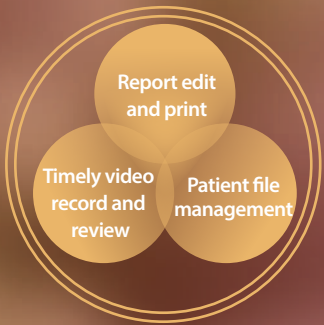 Report edit
and print
Timely video
record and
review
Patient file
management